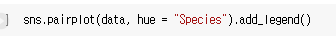 ] sns.pairplot(data, hue = "Species").add_legend()